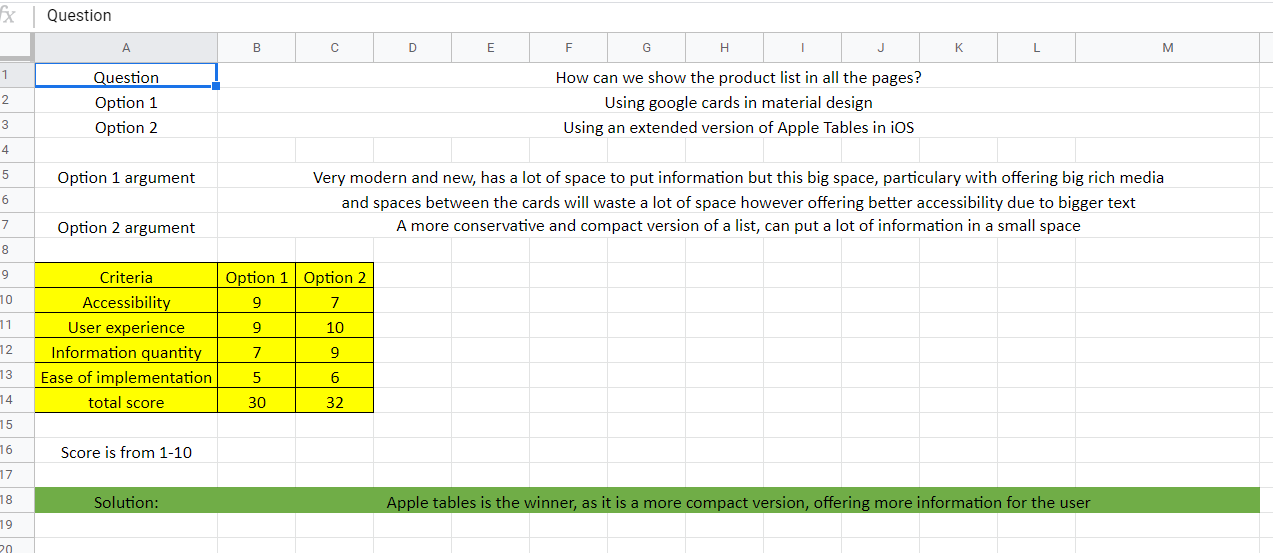 fx Question
A B C D E F G H I J K L M
1 Question How can we show the product list in all the pages?
2 Option 1 Using google cards in material design
3 Option 2 Using an extended version of Apple Tables in iOS
4
5 Option 1 argument Very modern and new, has a lot of space to put information but this big space, particulary with offering big rich media
6 and spaces between the cards will waste a lot of space however offering better accessibility due to bigger text
7 Option 2 argument A more conservative and compact version of a list, can put a lot of information in a small space
8
9 Criteria Option 1 Option 2
10 Accessibility 9 7
11 User experience 9 10
12 Information quantity 7 9
13 Ease of implementation 5 6
14 total score 30 32
15
16 Score is from 1-10
17
18 Solution: Apple tables is the winner, as it is a more compact version, offering more information for the user
19
20